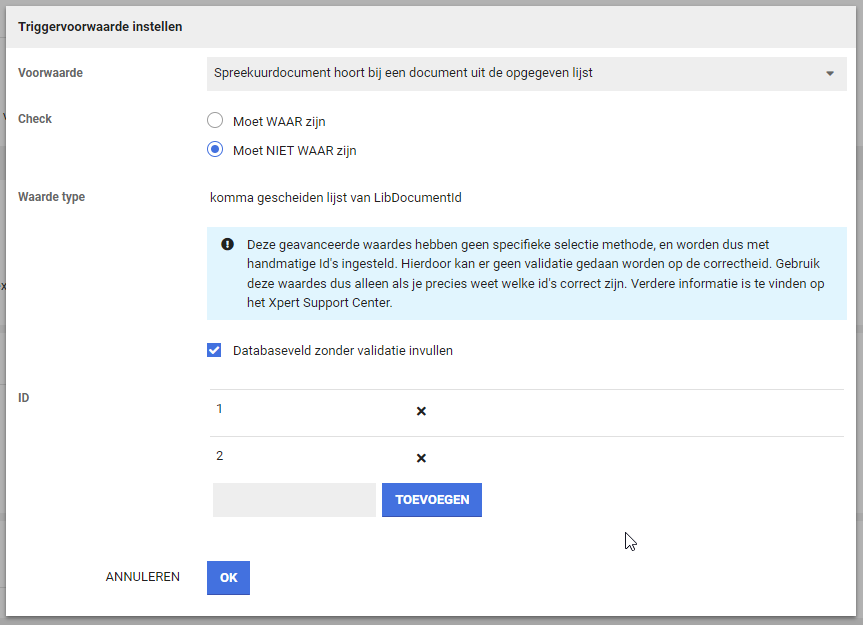 Triggervoorwaarde instellen
Voorwaarde
Spreekuurdocument hoort bij een document uit de opgegeven lijst
Check
Moet WAAR zijn
Moet NIET WAAR zijn
Waarde type
komma gescheiden lijst van LibDocumentId
Deze geavanceerde waardes hebben geen specifieke selectie methode, en worden dus met
handmatige Id's ingesteld. Hierdoor kan er geen validatie gedaan worden op de correctheid. Gebruik
deze waardes dus alleen als je precies weet welke id's correct zijn. Verdere informatie is te vinden op
het Xpert Support Center.
Databaseveld zonder validatie invullen
ID
1
2
TOEVOEGEN
ANNULEREN
OK